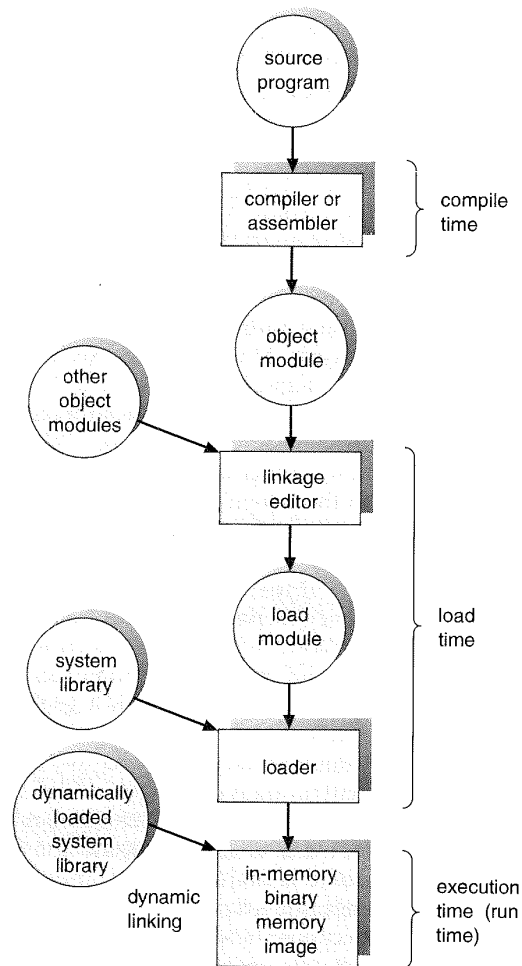 source
program
compiler or
assembler
compile
time
object
module
other
object
modules
linkage
editor
load
module
load
time
system
library
loader
dynamically
loaded
system
library
dynamic
linking
in-memory
binary
memory
image
execution
time (run
time)